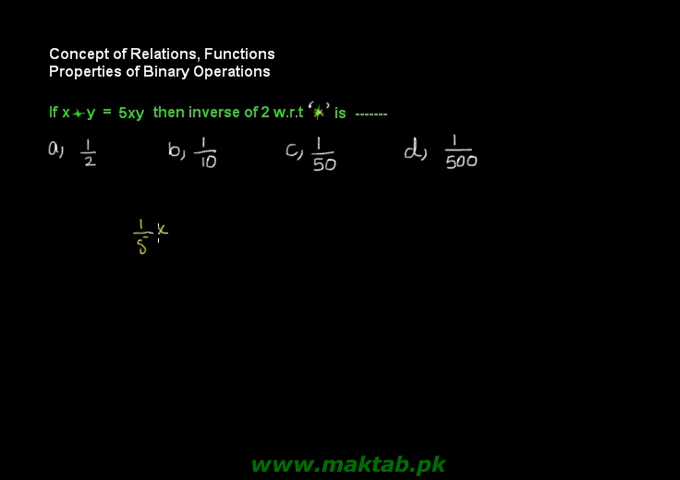 Concept of Relations, Functions
Properties of Binary Operations
If x * y = 5xy then inverse of 2 w.r.t '*' is -------
a) 1/2 b) 1/10 c) 1/50 d) 1/500
1/5 x
www.maktab.pk